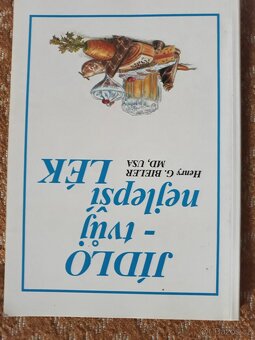 JÍDLO
- tvůj
nejlepší
LÉK
Henry G. BIELER
MD, USA